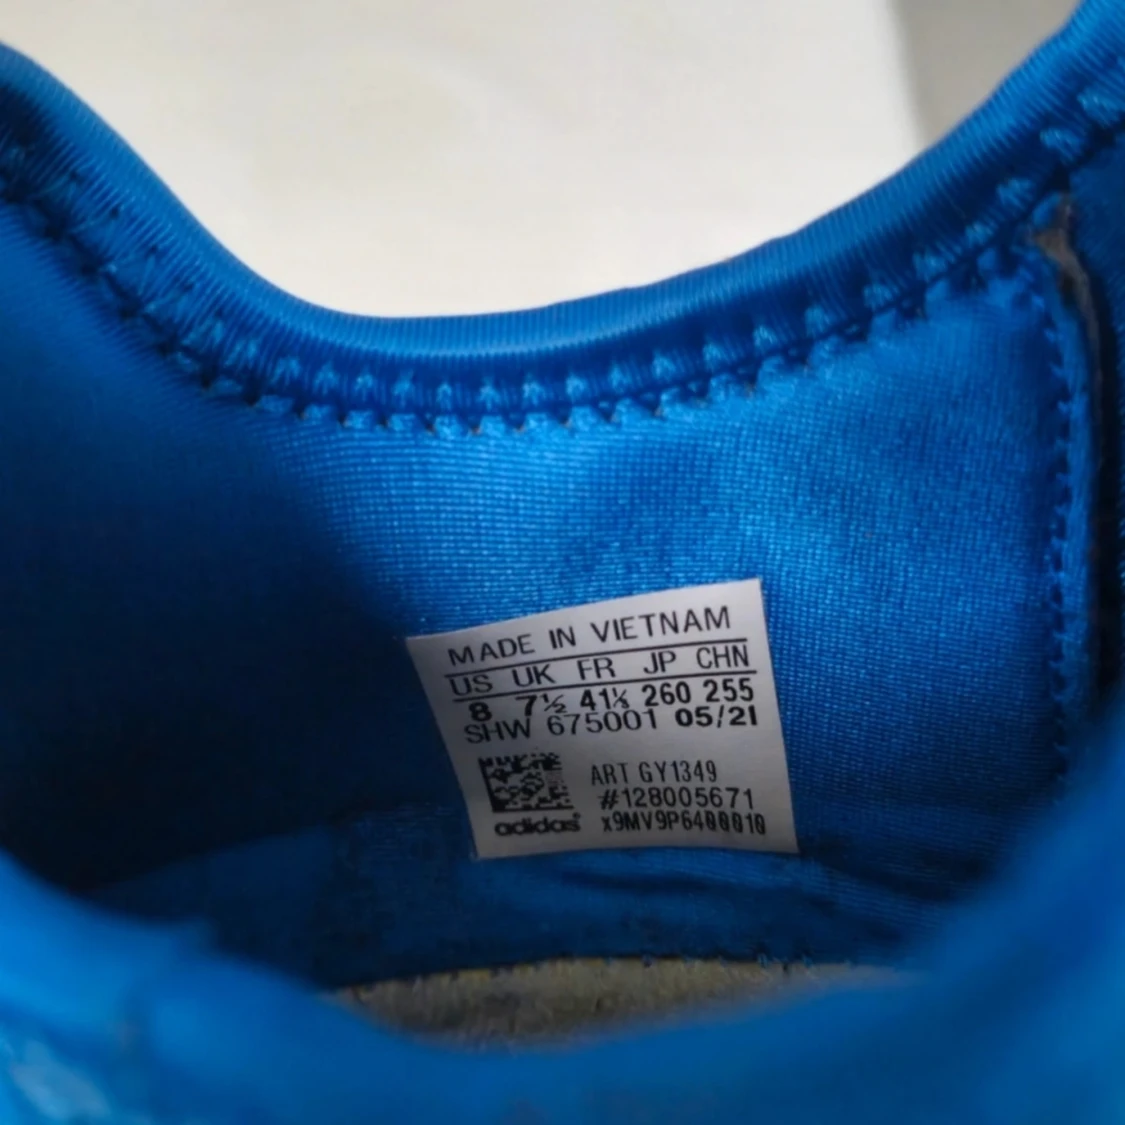 MADE IN VIETNAM
US UK FR JP CHN
8 7½ 41⅓ 260 255
SHW 675001 05/21
ART GY1349
#128005671
adidas x9MV9P6400010